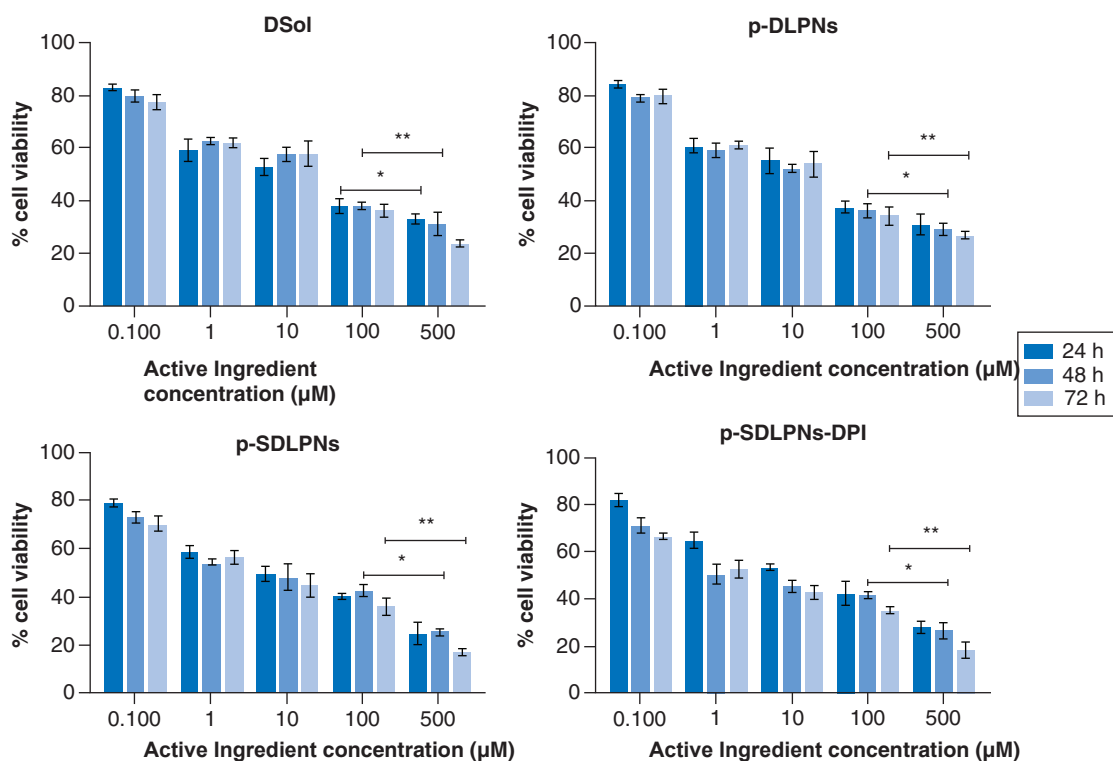 DSol
% cell viability
100
80
60
40
20
0
**
*
0.100 1 10 100 500
Active Ingredient
concentration (µM)
p-DLPNs
% cell viability
100
80
60
40
20
0
**
*
0.100 1 10 100 500
Active Ingredient concentration (µM)
24 h
48 h
72 h
p-SDLPNs
% cell viability
100
80
60
40
20
0
**
*
0.100 1 10 100 500
Active Ingredient concentration (µM)
p-SDLPNs-DPI
% cell viability
100
80
60
40
20
0
**
*
0.100 1 10 100 500
Active Ingredient concentration (µM)